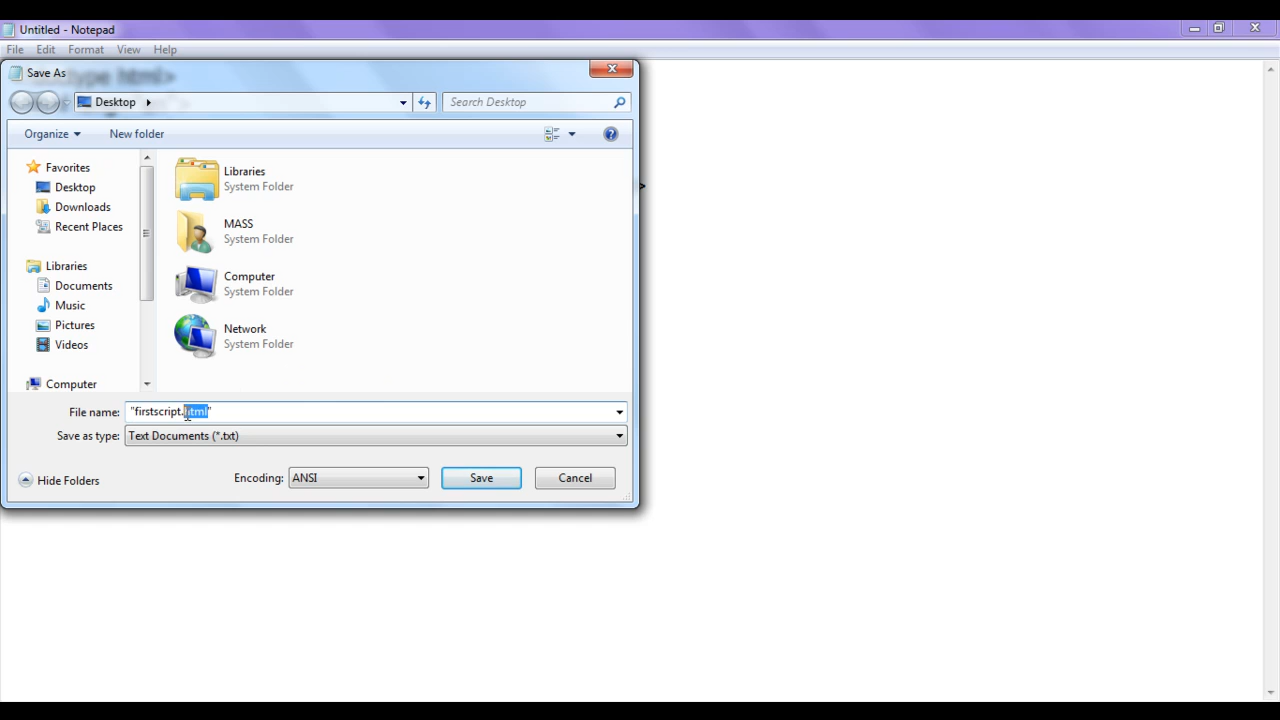 Untitled - Notepad
File Edit Format View Help
Save As
type html>
Desktop
Search Desktop
Organize New folder
Favorites
Desktop
Downloads
Recent Places
Libraries
Documents
Music
Pictures
Videos
Computer
Libraries
System Folder
MASS
System Folder
Computer
System Folder
Network
System Folder
>
File name: "firstscript.html"
Save as type: Text Documents (*.txt)
Hide Folders
Encoding: ANSI
Save
Cancel